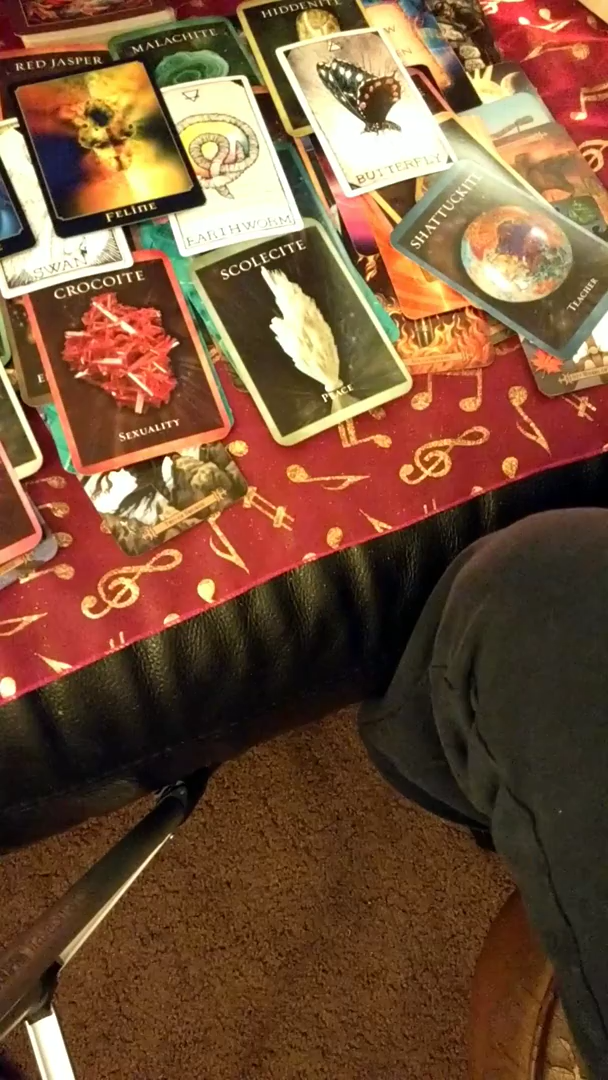 HIDDENITE
MALACHITE
RED JASPER
BUTTERFLY
FELINE
EARTHWORM
SWAN
SHATTUCKITE
TEACHER
SCOLECITE
PEACE
CROCOITE
SEXUALITY